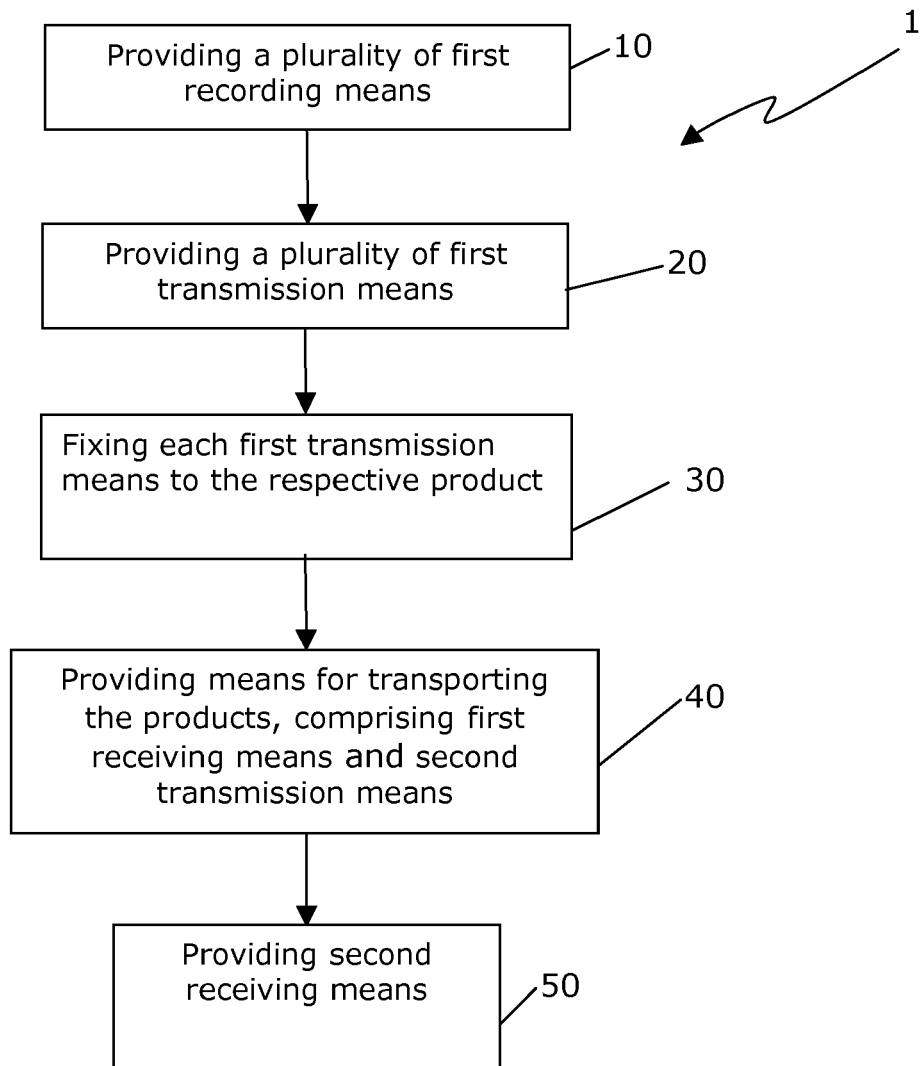 1
Providing a plurality of first
recording means
10
Providing a plurality of first
transmission means
20
Fixing each first transmission
means to the respective product
30
Providing means for transporting
the products, comprising first
receiving means and second
transmission means
40
Providing second
receiving means
50